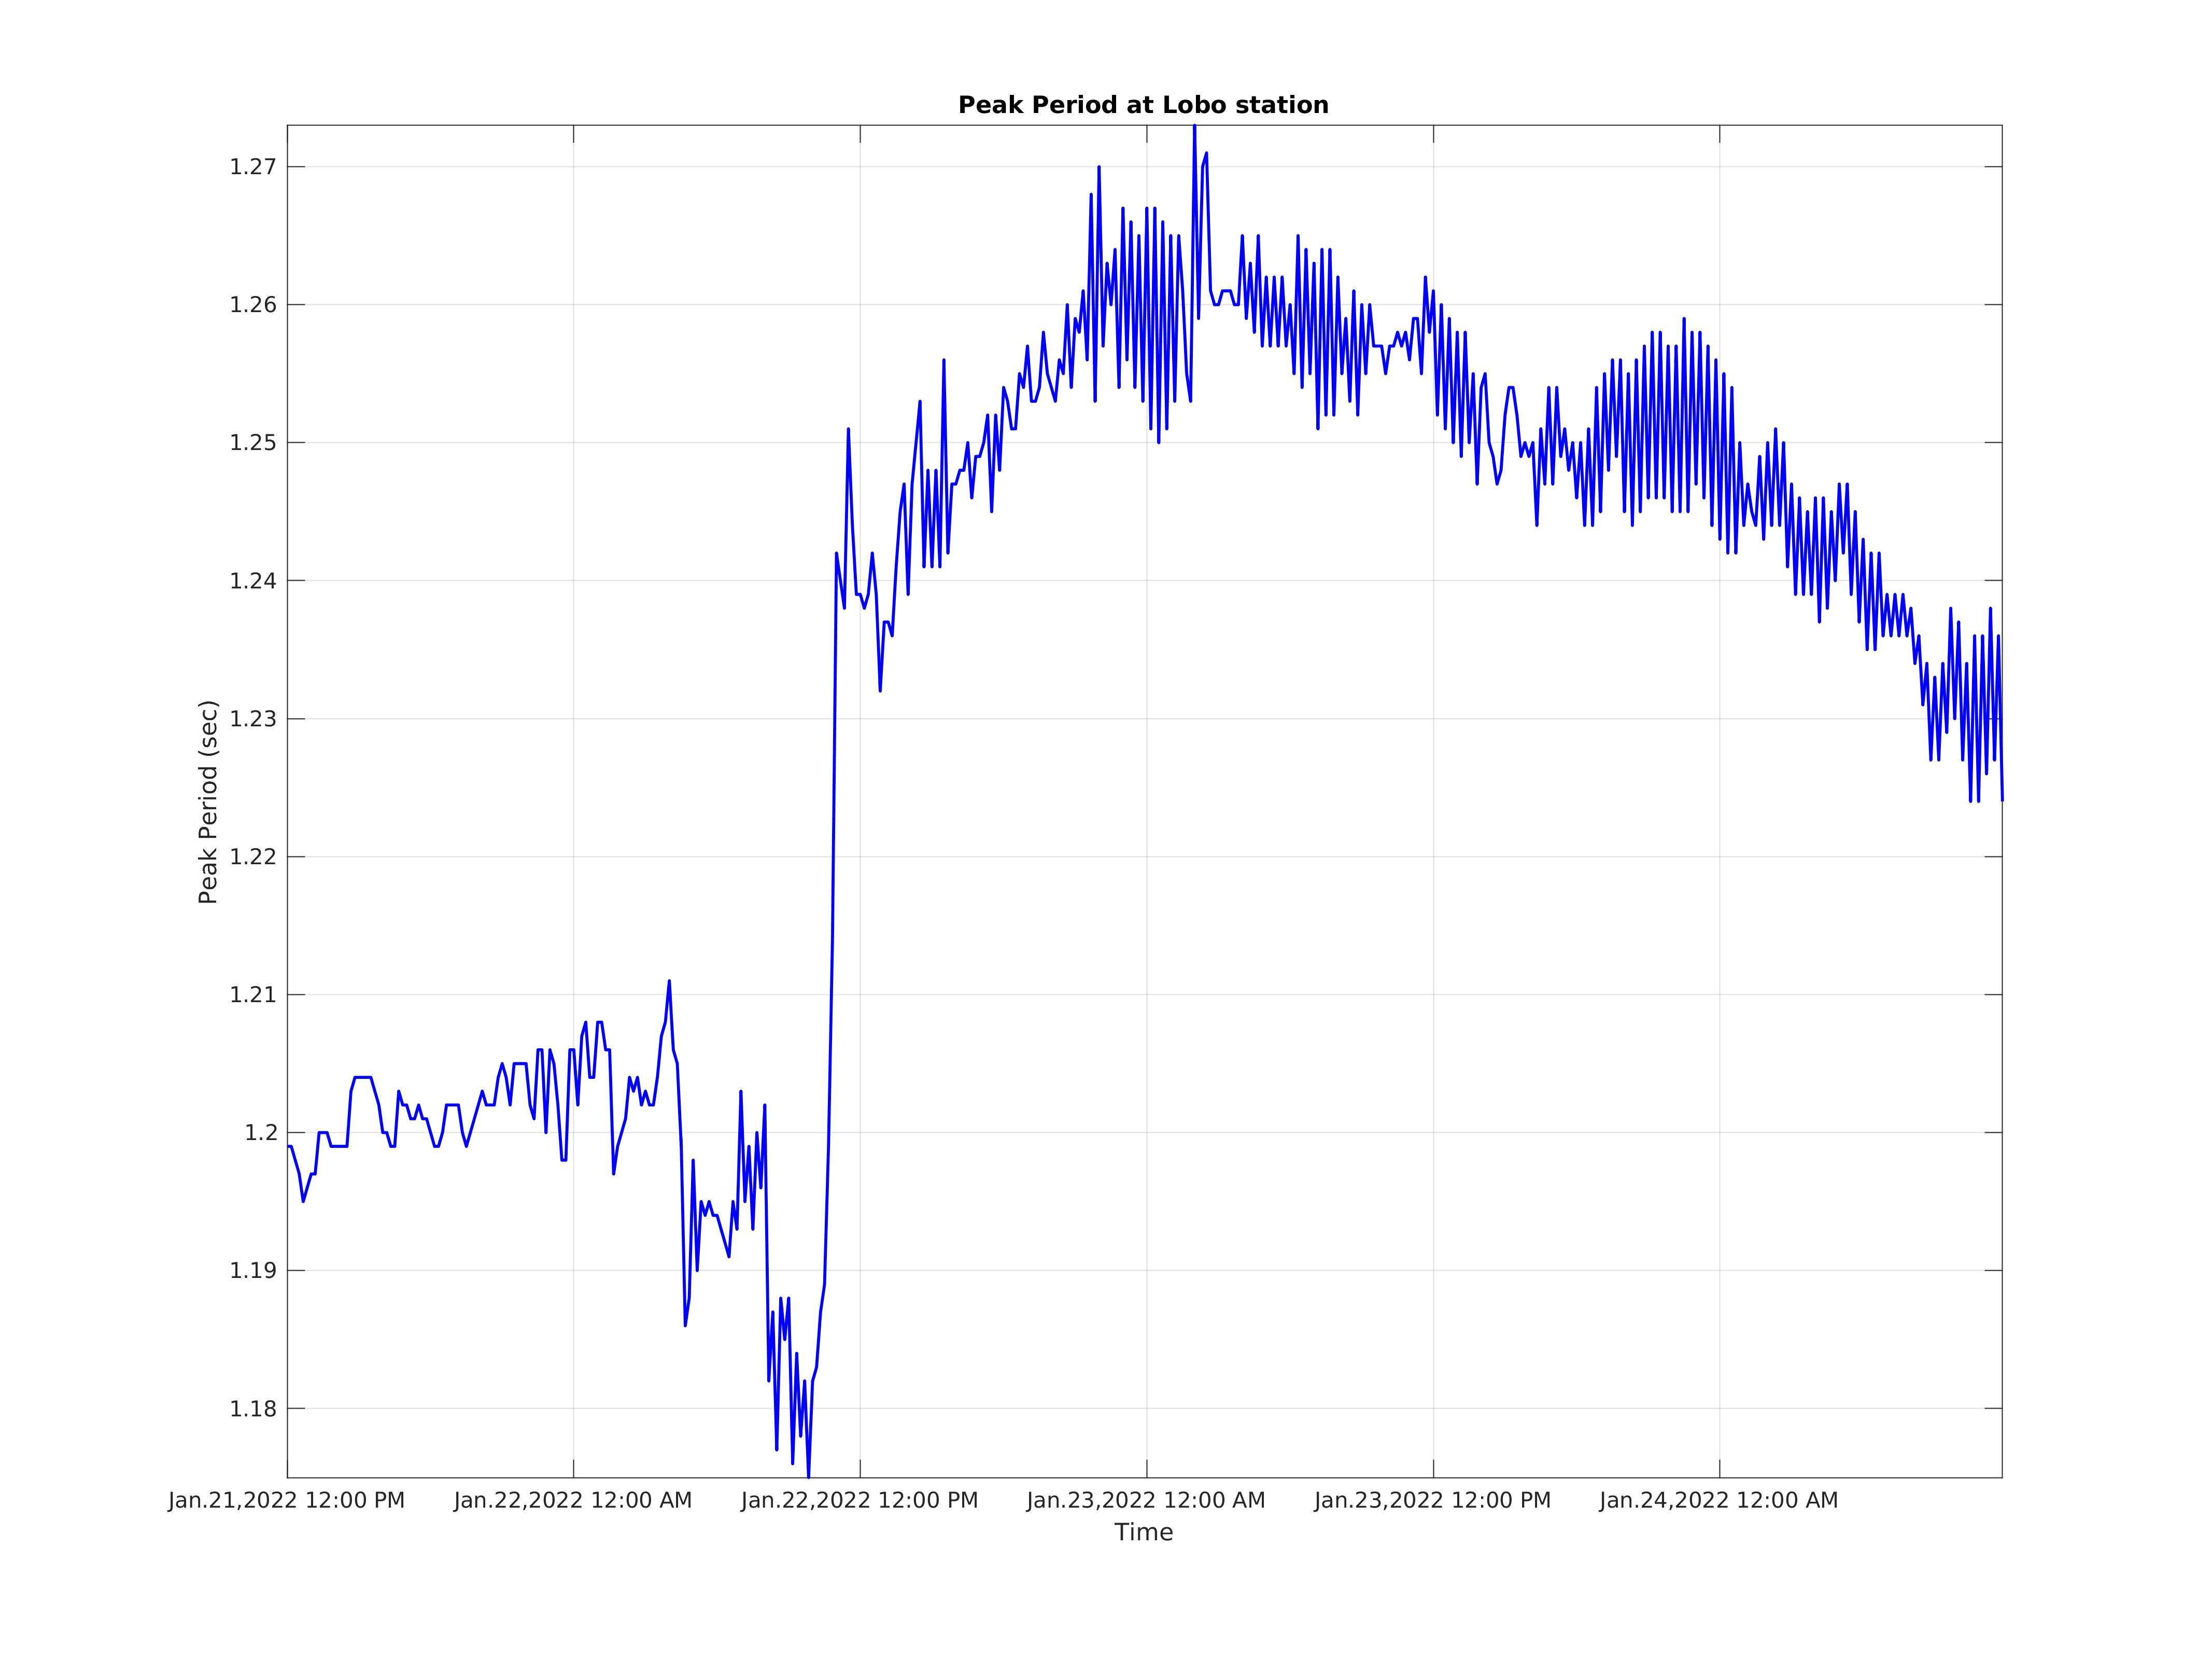 Peak Period at Lobo station
1.27
1.26
1.25
1.24
1.23
1.22
1.21
1.2
1.19
1.18
Peak Period (sec)
Jan.21,2022 12:00 PM
Jan.22,2022 12:00 AM
Jan.22,2022 12:00 PM
Jan.23,2022 12:00 AM
Jan.23,2022 12:00 PM
Jan.24,2022 12:00 AM
Time